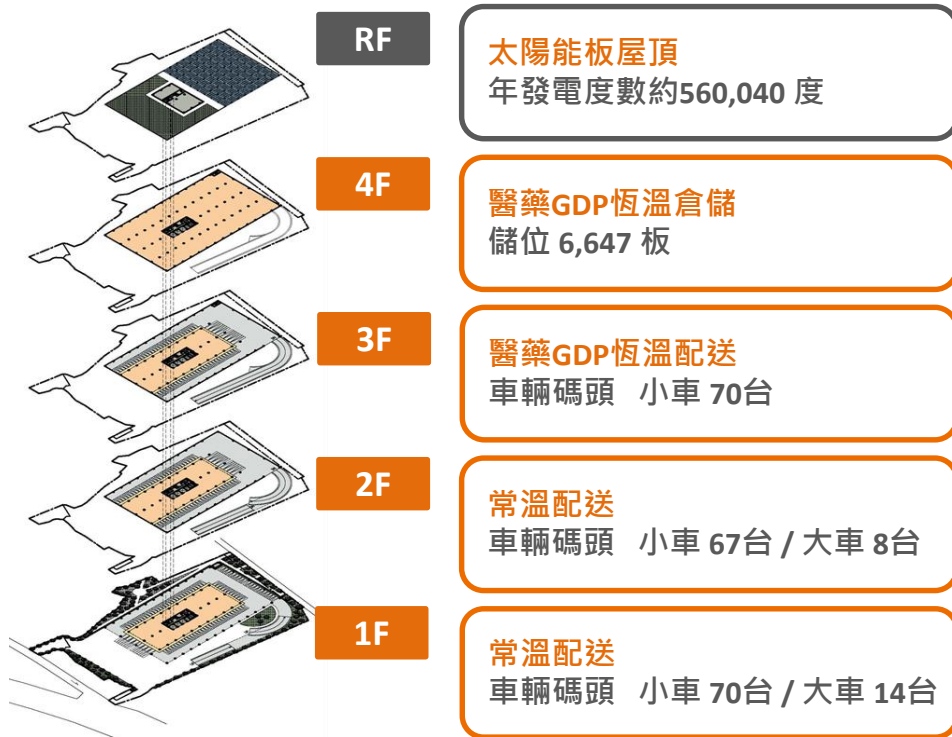 RF
太陽能板屋頂
年發電度數約560,040 度
4F
醫藥GDP恆溫倉儲
儲位 6,647 板
3F
醫藥GDP恆溫配送
車輛碼頭 小車 70台
2F
常溫配送
車輛碼頭 小車 67台 / 大車 8台
1F
常溫配送
車輛碼頭 小車 70台 / 大車 14台